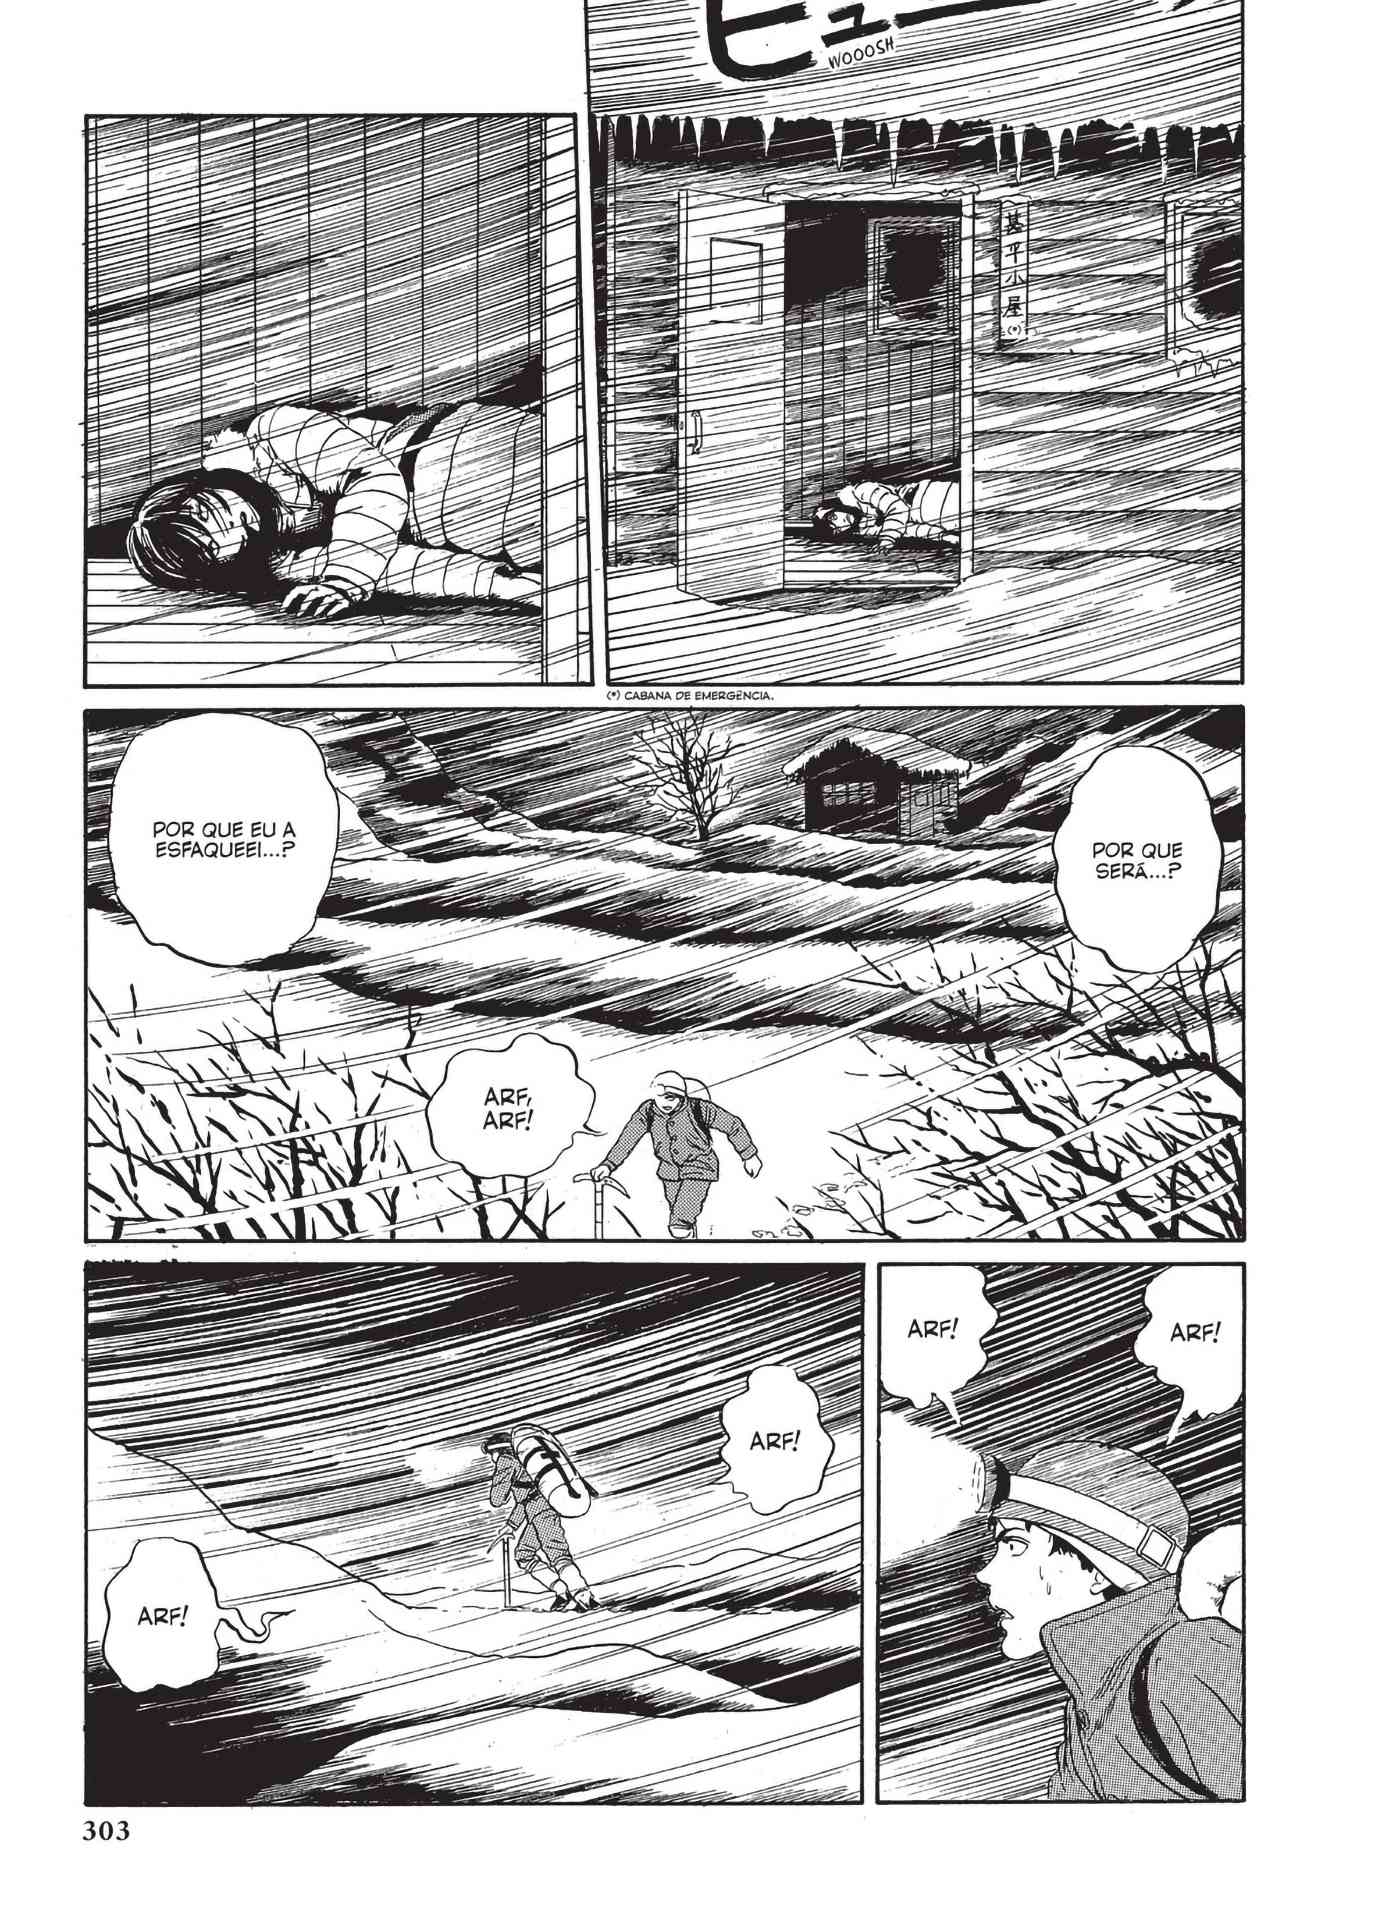 ヒュー
WOOOSH
甚平小屋
(*)
(*) CABANA DE EMERGÊNCIA.
POR QUE
SERÁ...?
POR QUE EU A
ESFAQUEEI...?
ARF,
ARF!
ARF!
ARF!
ARF!
ARF!
303